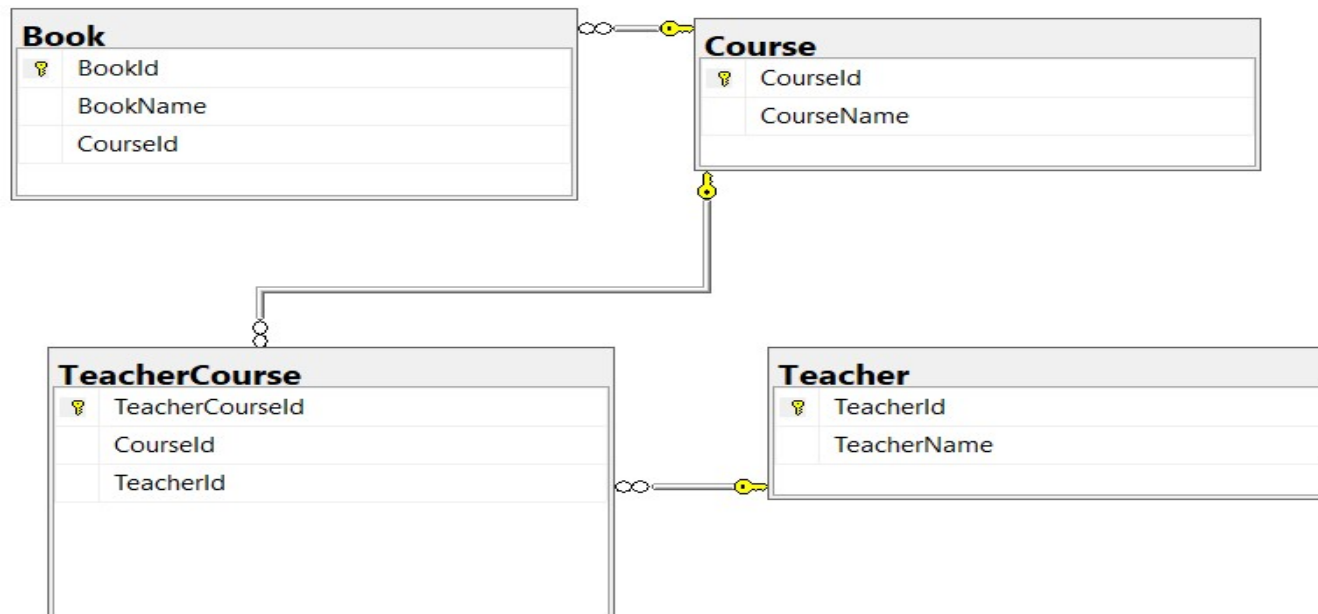 Book
BookId
BookName
CourseId
Course
CourseId
CourseName
TeacherCourse
TeacherCourseId
CourseId
TeacherId
Teacher
TeacherId
TeacherName